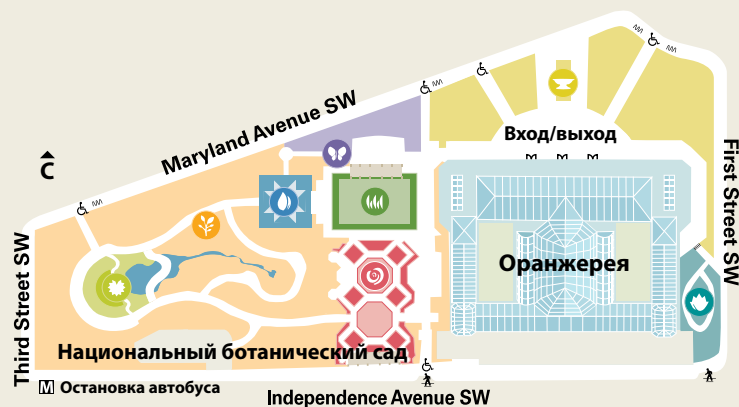 Maryland Avenue SW
Вход/выход
С
First Street SW
Оранжерея
Third Street SW
Национальный ботанический сад
M Остановка автобуса
Independence Avenue SW